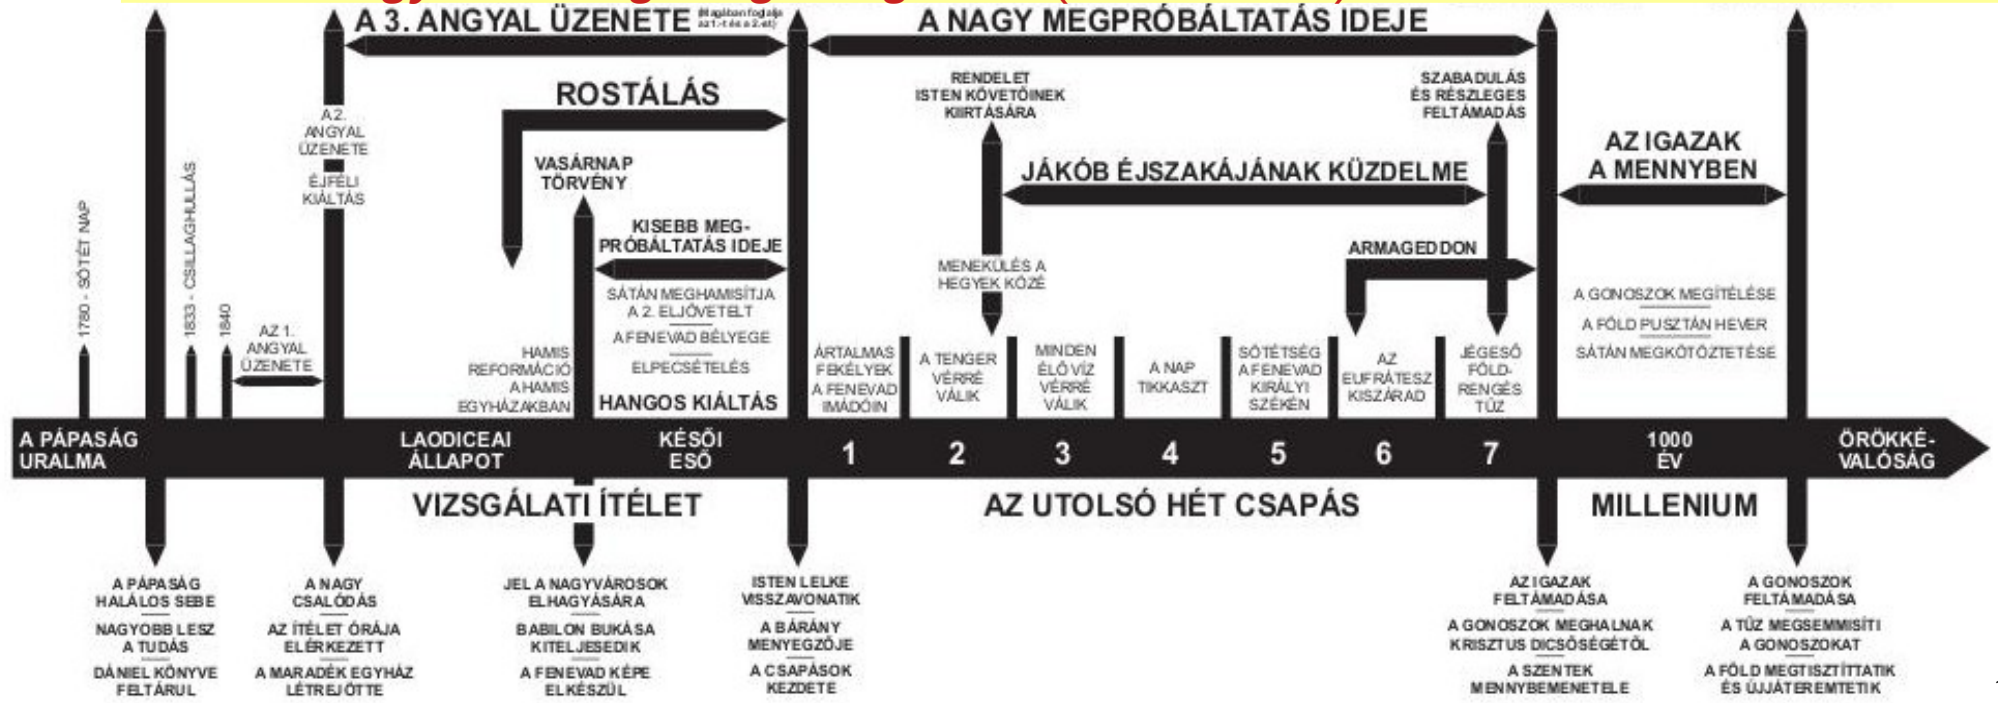 A 3. ANGYAL ÜZENETE
(Magában foglalja
az 1.-t és a 2.-et)
A NAGY MEGPRÓBÁLTATÁS IDEJE
ROSTÁLÁS
RENDELET
ISTEN KÖVETŐINEK
KIIRTÁSÁRA
SZABADULÁS
ÉS RÉSZLEGES
FELTÁMADÁS
A 2.
ANGYAL
ÜZENETE
ÉJFÉLI
KIÁLTÁS
VASÁRNAP
TÖRVÉNY
JÁKÓB ÉJSZAKÁJÁNAK KÜZDELME
AZ IGAZAK
A MENNYBEN
1780 - SÖTÉT NAP
1833 - CSILLAGHULLÁS
1840
AZ 1.
ANGYAL
ÜZENETE
KISEBB MEG-
PRÓBÁLTATÁS IDEJE
SÁTÁN MEGHAMISÍTJA
A 2. ELJÖVETELT
A FENEVAD BÉLYEGE
ELPECSÉTELÉS
HANGOS KIÁLTÁS
MENEKÜLÉS A
HEGYEK KÖZÉ
ARMAGEDDON
A GONOSZOK MEGÍTÉLÉSE
A FÖLD PUSZTÁN HEVER
SÁTÁN MEGKÖTÖZTETÉSE
HAMIS
REFORMÁCIÓ
A HAMIS
EGYHÁZAKBAN
ÁRTALMAS
FEKÉLYEK
A FENEVAD
IMÁDÓIN
A TENGER
VÉRRÉ
VÁLIK
MINDEN
ÉLŐ VÍZ
VÉRRÉ
VÁLIK
A NAP
TIKKASZT
SÖTÉTSÉG
A FENEVAD
KIRÁLYI
SZÉKÉN
AZ
EUFRÁTESZ
KISZÁRAD
JÉGESŐ
FÖLD-
RENGÉS
TŰZ
A PÁPASÁG
URALMA
LAODICEAI
ÁLLAPOT
KÉSŐI
ESŐ
1 2 3 4 5 6 7
1000
ÉV
ÖRÖKKÉ-
VALÓSÁG
VIZSGÁLATI ÍTÉLET
AZ UTOLSÓ HÉT CSAPÁS
MILLENIUM
A PÁPASÁG
HALÁLOS SEBE
NAGYOBB LESZ
A TUDÁS
DÁNIEL KÖNYVE
FELTÁRUL
A NAGY
CSALÓDÁS
AZ ÍTÉLET ÓRÁJA
ELÉRKEZETT
A MARADÉK EGYHÁZ
LÉTREJÖTTE
JEL A NAGYVÁROSOK
ELHAGYÁSÁRA
BABILON BUKÁSA
KITELJESEDIK
A FENEVAD KÉPE
ELKÉSZÜL
ISTEN LELKE
VISSZAVONATIK
A BÁRÁNY
MENYEGZŐJE
A CSAPÁSOK
KEZDETE
AZ IGAZAK
FELTÁMADÁSA
A GONOSZOK MEGHALNAK
KRISZTUS DICSŐSÉGÉTŐL
A SZENTEK
MENNYBEMENETELE
A GONOSZOK
FELTÁMADÁSA
A TŰZ MEGSEMMISÍTI
A GONOSZOKAT
A FÖLD MEGTISZTÍTTATIK
ÉS ÚJJÁTEREMTETIK